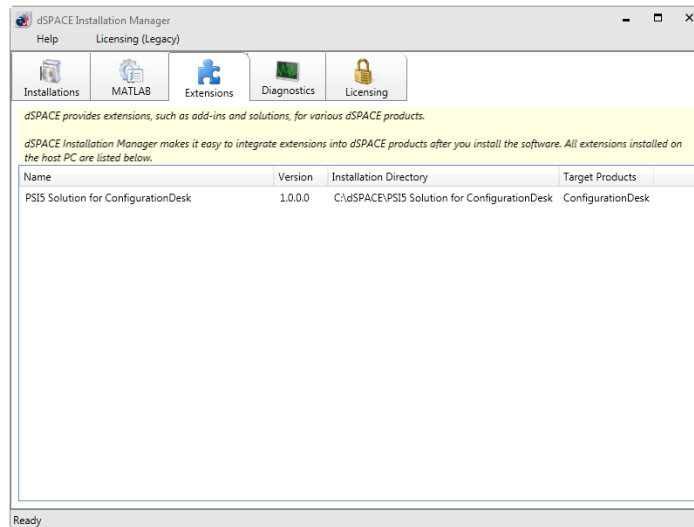 dSPACE Installation Manager
Help Licensing (Legacy)
Installations MATLAB Extensions Diagnostics Licensing
dSPACE provides extensions, such as add-ins and solutions, for various dSPACE products.
dSPACE Installation Manager makes it easy to integrate extensions into dSPACE products after you install the software. All extensions installed on
the host PC are listed below.
Name Version Installation Directory Target Products
PSI5 Solution for ConfigurationDesk 1.0.0.0 C:\dSPACE\PSI5 Solution for ConfigurationDesk ConfigurationDesk
Ready